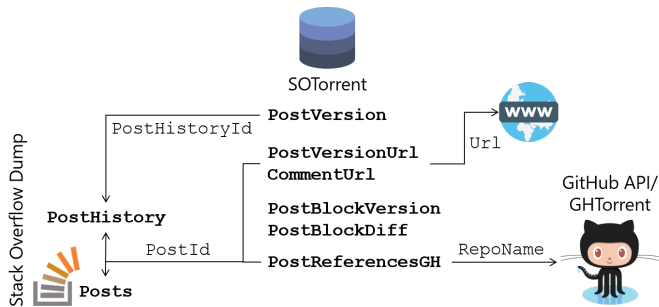 SOTorrent
PostVersion
PostHistoryId
WWW
Url
PostVersionUrl
CommentUrl
Stack Overflow Dump
GitHub API/
GHTorrent
PostHistory
PostBlockVersion
PostBlockDiff
PostId
RepoName
PostReferencesGH
Posts